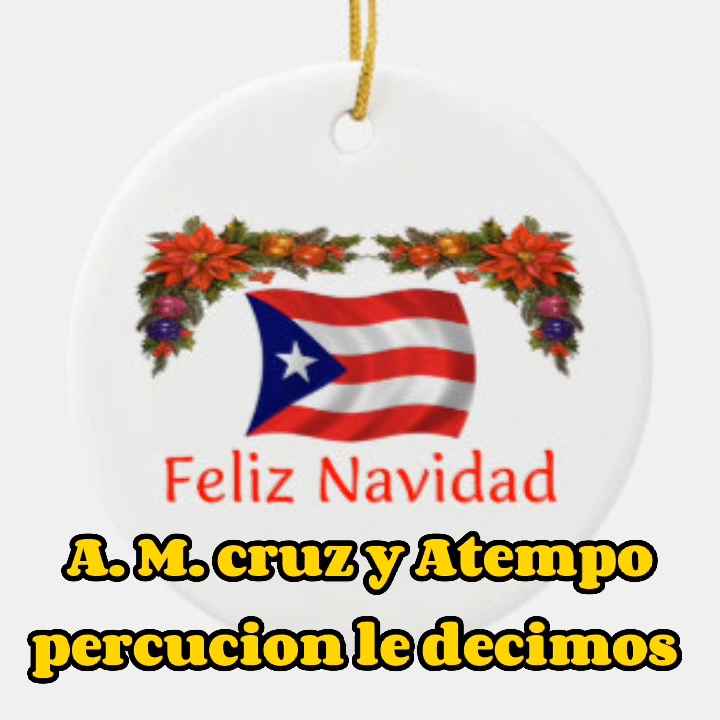 Feliz Navidad
A. M. cruz y Atempo
percucion le decimos